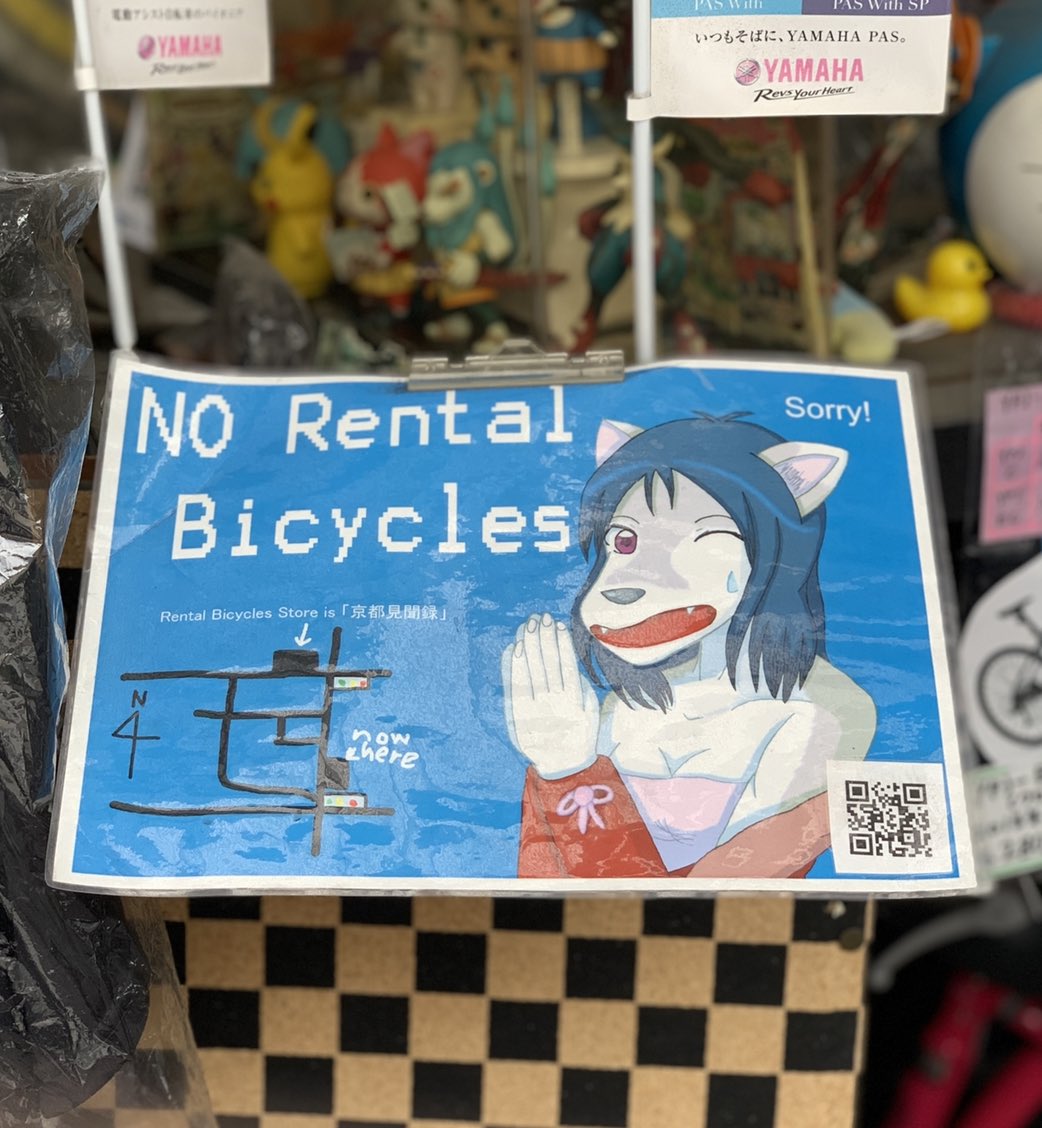 電動アシスト自転車のパイオニア
YAMAHA
Revs Your Heart
PAS With
PAS With SP
いつもそばに、YAMAHA PAS。
YAMAHA
Revs Your Heart
NO Rental
Bicycles
Sorry!
Rental Bicycles Store is 「京都見聞録」
N
now
here